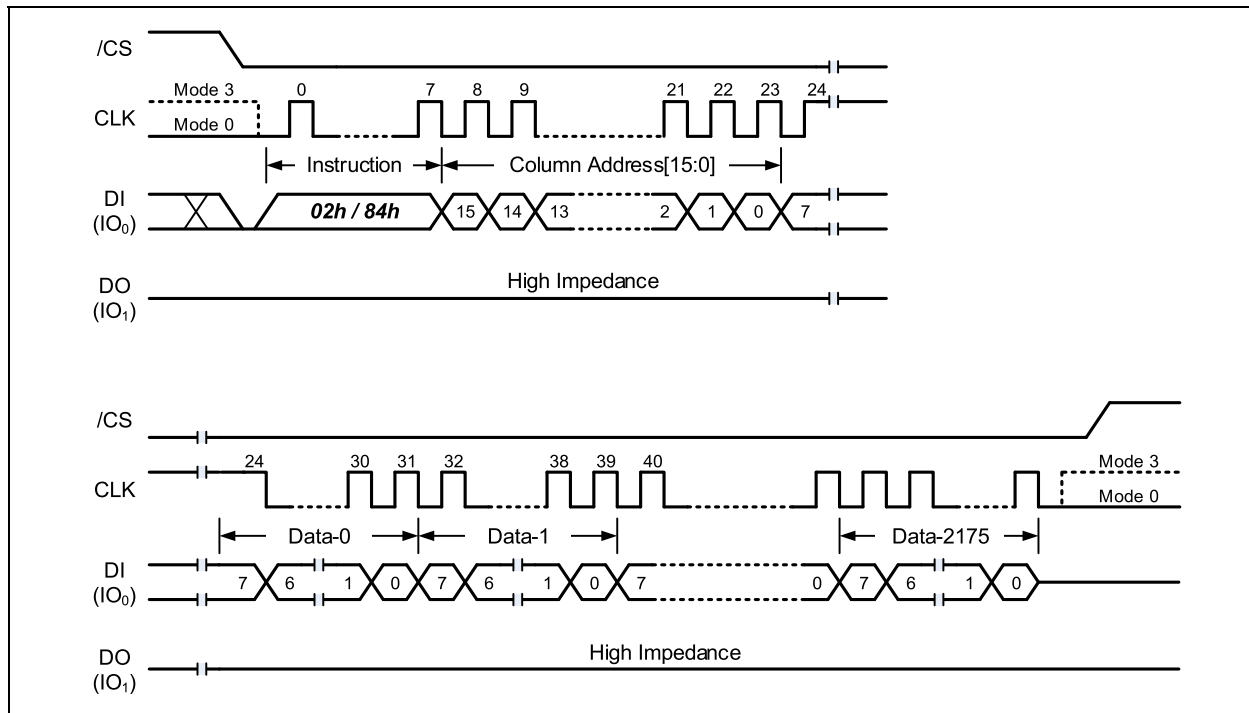 /CS
Mode 3 0 7 8 9 21 22 23 24
CLK
Mode 0
Instruction Column Address[15:0]
DI
(IO₀)
02h / 84h 15 14 13 2 1 0 7
High Impedance
DO
(IO₁)
/CS
24 30 31 32 38 39 40 Mode 3
CLK
Mode 0
Data-0 Data-1 Data-2175
DI
(IO₀)
7 6 1 0 7 6 1 0 7 0 7 6 1 0
High Impedance
DO
(IO₁)